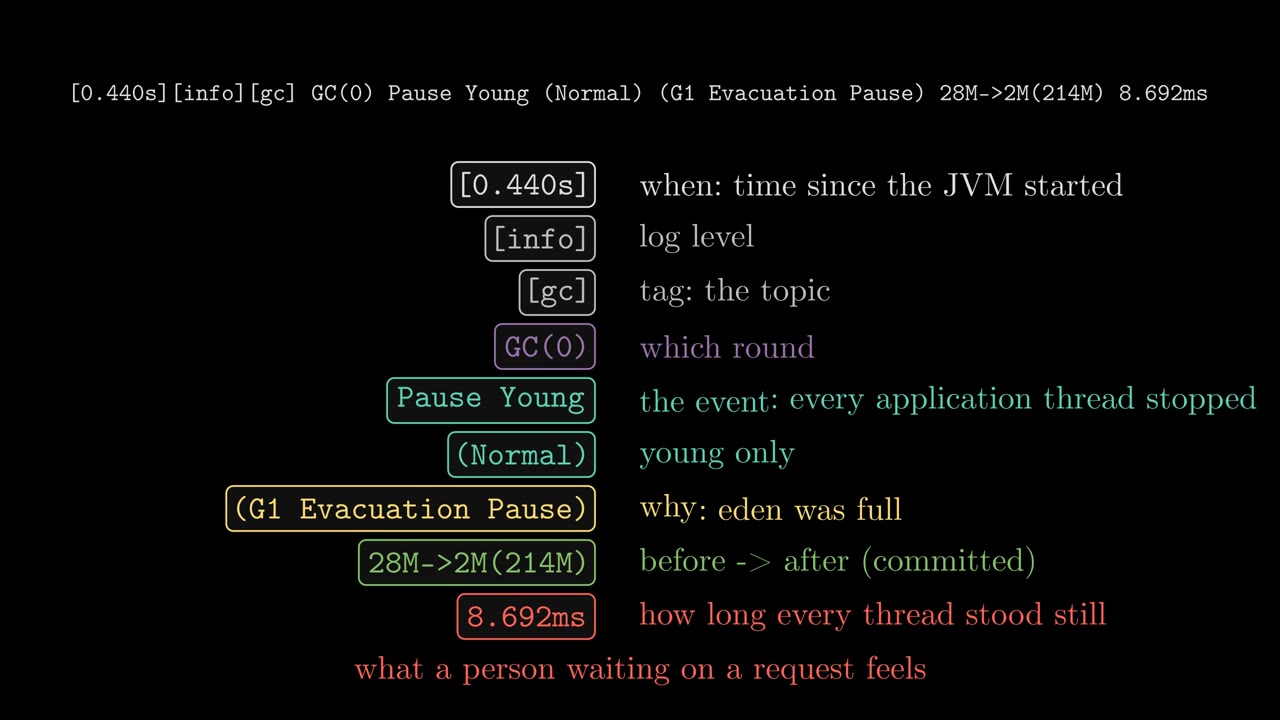 [0.440s][info][gc] GC(0) Pause Young (Normal) (G1 Evacuation Pause) 28M->2M(214M) 8.692ms
[0.440s] when: time since the JVM started
[info] log level
[gc] tag: the topic
GC(0) which round
Pause Young the event: every application thread stopped
(Normal) young only
(G1 Evacuation Pause) why: eden was full
28M->2M(214M) before -> after (committed)
8.692ms how long every thread stood still
what a person waiting on a request feels